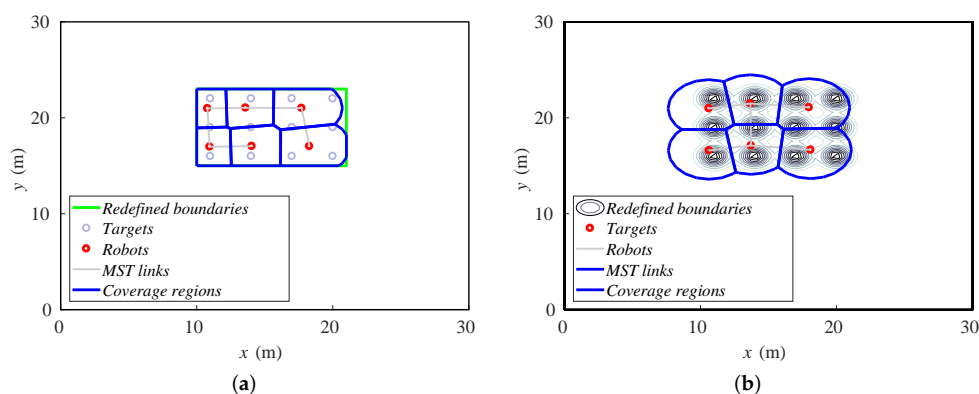 30
20
10
0
y (m)
Redefined boundaries
Targets
Robots
MST links
Coverage regions
0
10
20
30
x (m)
(a)
30
20
10
0
y (m)
Redefined boundaries
Targets
Robots
MST links
Coverage regions
0
10
20
30
x (m)
(b)